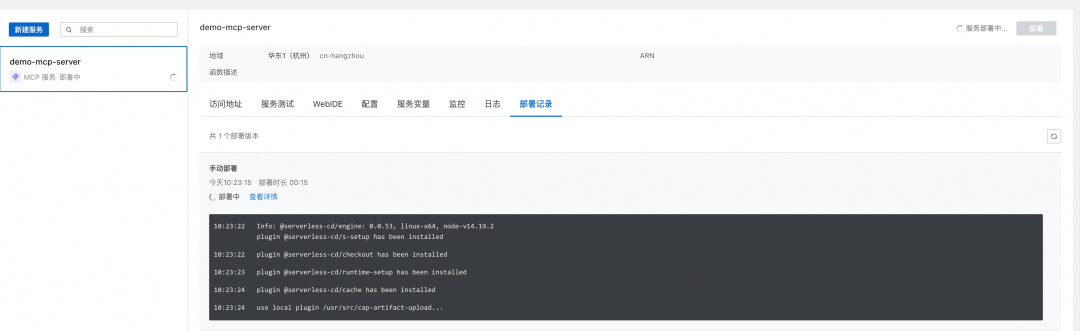 新建服务
搜索
demo-mcp-server
MCP 服务 部署中
demo-mcp-server
服务部署中...
部署
地域 华东1（杭州） cn-hangzhou ARN
函数描述
访问地址 服务测试 WebIDE 配置 服务变量 监控 日志 部署记录
共 1 个部署版本
手动部署
今天10:23:15 部署时长 00:15
部署中 查看详情
10:23:22 Info: @serverless-cd/engine: 0.0.53, linux-x64, node-v14.19.2
plugin @serverless-cd/s-setup has been installed
10:23:22 plugin @serverless-cd/checkout has been installed
10:23:23 plugin @serverless-cd/runtime-setup has been installed
10:23:24 plugin @serverless-cd/cache has been installed
10:23:24 use local plugin /usr/src/cap-artifact-upload...